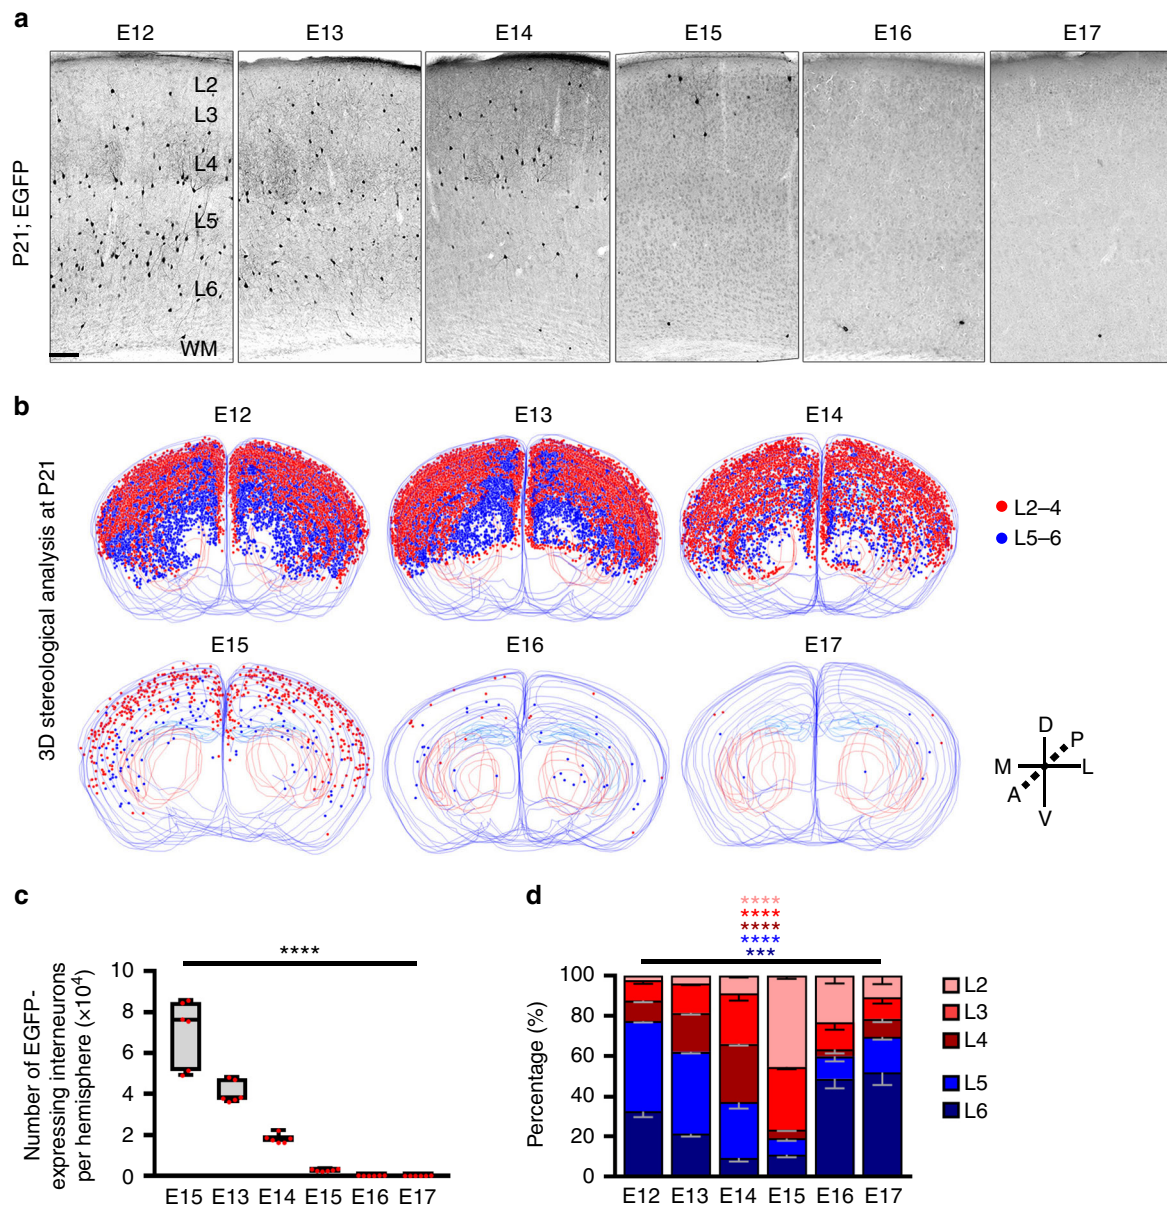 a
E12 E13 E14 E15 E16 E17
P21; EGFP
L2
L3
L4
L5
L6
WM
b
3D stereological analysis at P21
E12 E13 E14
L2–4
L5–6
E15 E16 E17
D
P
M L
A
V
c
Number of EGFP-
expressing interneurons
per hemisphere (×10⁴)
****
10
8
6
4
2
0
E15 E13 E14 E15 E16 E17
d
****
****
****
****
***
Percentage (%)
100
80
60
40
20
0
E12 E13 E14 E15 E16 E17
L2
L3
L4
L5
L6